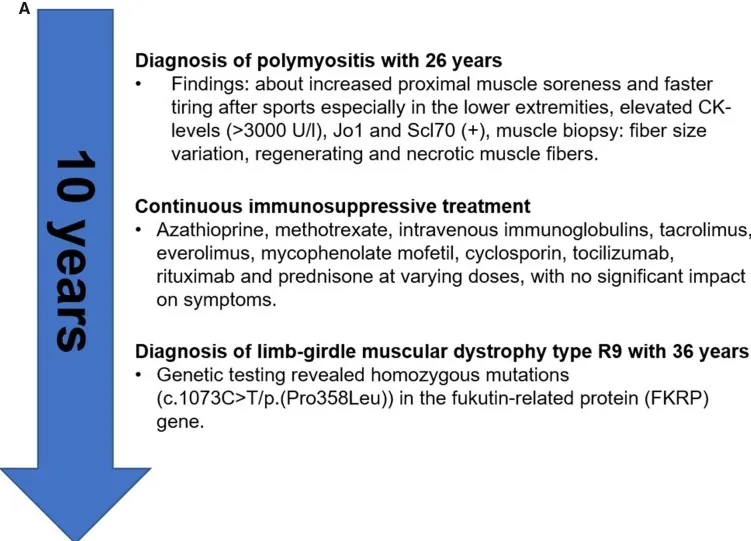 A
10 years
Diagnosis of polymyositis with 26 years
• Findings: about increased proximal muscle soreness and faster
tiring after sports especially in the lower extremities, elevated CK-
levels (>3000 U/l), Jo1 and Scl70 (+), muscle biopsy: fiber size
variation, regenerating and necrotic muscle fibers.
Continuous immunosuppressive treatment
• Azathioprine, methotrexate, intravenous immunoglobulins, tacrolimus,
everolimus, mycophenolate mofetil, cyclosporin, tocilizumab,
rituximab and prednisone at varying doses, with no significant impact
on symptoms.
Diagnosis of limb-girdle muscular dystrophy type R9 with 36 years
• Genetic testing revealed homozygous mutations
(c.1073C>T/p.(Pro358Leu)) in the fukutin-related protein (FKRP)
gene.